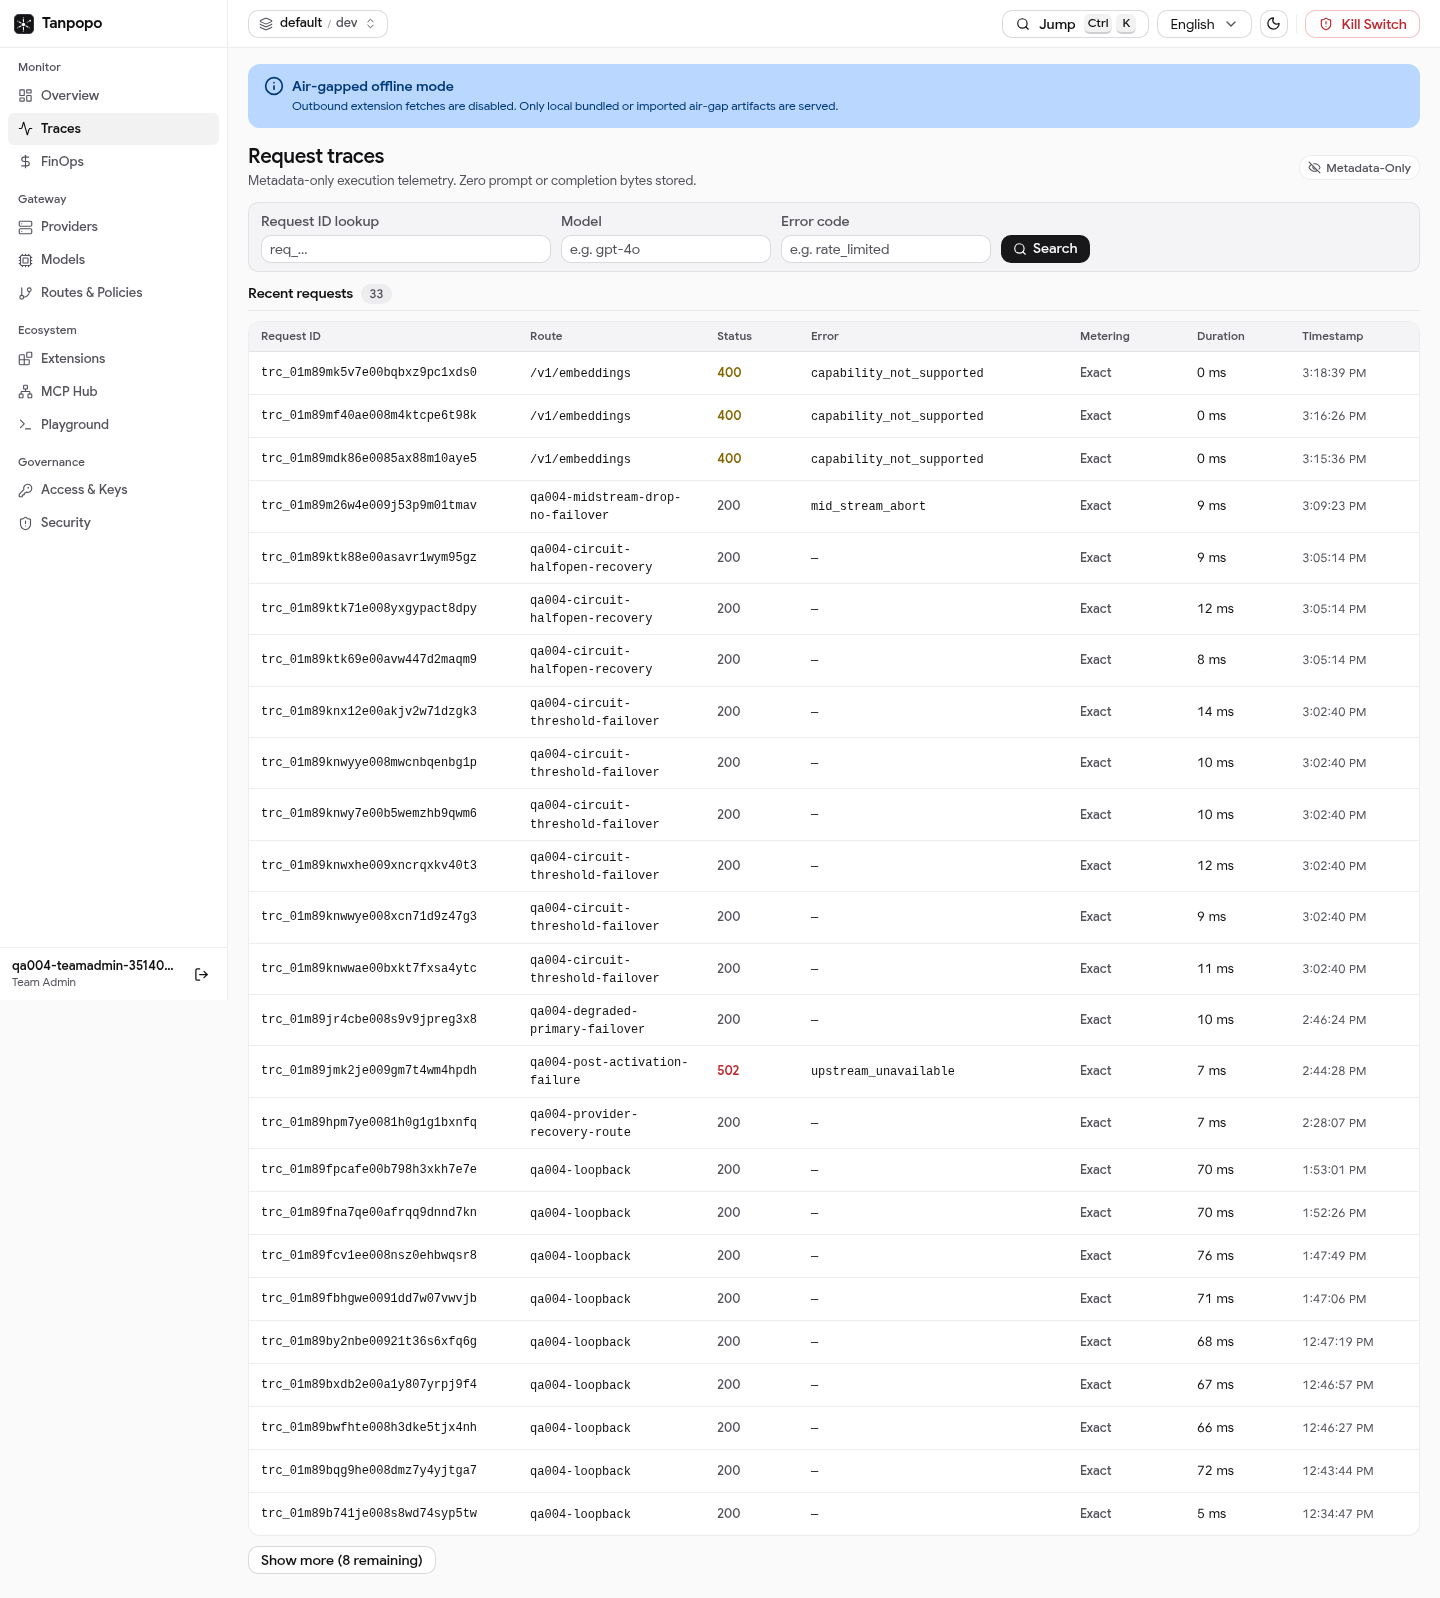 Tanpopo
default / dev
Jump Ctrl K
English
Kill Switch
Monitor
Overview
Traces
FinOps
Gateway
Providers
Models
Routes & Policies
Ecosystem
Extensions
MCP Hub
Playground
Governance
Access & Keys
Security
qa004-teamadmin-35140...
Team Admin
Air-gapped offline mode
Outbound extension fetches are disabled. Only local bundled or imported air-gap artifacts are served.
Request traces
Metadata-only execution telemetry. Zero prompt or completion bytes stored.
Metadata-Only
Request ID lookup Model Error code
req_... e.g. gpt-4o e.g. rate_limited Search
Recent requests 33
Request ID Route Status Error Metering Duration Timestamp
trc_01m89mk5v7e00bqbxz9pc1xds0 /v1/embeddings 400 capability_not_supported Exact 0 ms 3:18:39 PM
trc_01m89mf40ae008m4ktcpe6t98k /v1/embeddings 400 capability_not_supported Exact 0 ms 3:16:26 PM
trc_01m89mdk86e0085ax88m10aye5 /v1/embeddings 400 capability_not_supported Exact 0 ms 3:15:36 PM
trc_01m89m26w4e009j53p9m01tmav qa004-midstream-drop-
no-failover 200 mid_stream_abort Exact 9 ms 3:09:23 PM
trc_01m89ktk88e00asavr1wym95gz qa004-circuit-
halfopen-recovery 200 — Exact 9 ms 3:05:14 PM
trc_01m89ktk71e008yxgypact8dpy qa004-circuit-
halfopen-recovery 200 — Exact 12 ms 3:05:14 PM
trc_01m89ktk69e00avw447d2maqm9 qa004-circuit-
halfopen-recovery 200 — Exact 8 ms 3:05:14 PM
trc_01m89knx12e00akjv2w71dzgk3 qa004-circuit-
threshold-failover 200 — Exact 14 ms 3:02:40 PM
trc_01m89knwyye008mwcnbqenbg1p qa004-circuit-
threshold-failover 200 — Exact 10 ms 3:02:40 PM
trc_01m89knwy7e00b5wemzhb9qwm6 qa004-circuit-
threshold-failover 200 — Exact 10 ms 3:02:40 PM
trc_01m89knwxhe009xncrqxkv40t3 qa004-circuit-
threshold-failover 200 — Exact 12 ms 3:02:40 PM
trc_01m89knwwye008xcn71d9z47g3 qa004-circuit-
threshold-failover 200 — Exact 9 ms 3:02:40 PM
trc_01m89knwwae00bxkt7fxsa4ytc qa004-circuit-
threshold-failover 200 — Exact 11 ms 3:02:40 PM
trc_01m89jr4cbe008s9v9jpreg3x8 qa004-degraded-
primary-failover 200 — Exact 10 ms 2:46:24 PM
trc_01m89jmk2je009gm7t4wm4hpdh qa004-post-activation-
failure 502 upstream_unavailable Exact 7 ms 2:44:28 PM
trc_01m89hpm7ye0081h0g1g1bxnfq qa004-provider-
recovery-route 200 — Exact 7 ms 2:28:07 PM
trc_01m89fpcafe00b798h3xkh7e7e qa004-loopback 200 — Exact 70 ms 1:53:01 PM
trc_01m89fna7qe00afrqq9dnnd7kn qa004-loopback 200 — Exact 70 ms 1:52:26 PM
trc_01m89fcv1ee008nsz0ehbwqsr8 qa004-loopback 200 — Exact 76 ms 1:47:49 PM
trc_01m89fbhgwe0091dd7w07vwvjb qa004-loopback 200 — Exact 71 ms 1:47:06 PM
trc_01m89by2nbe00921t36s6xfq6g qa004-loopback 200 — Exact 68 ms 12:47:19 PM
trc_01m89bxdb2e00a1y807yrpj9f4 qa004-loopback 200 — Exact 67 ms 12:46:57 PM
trc_01m89bwfhte008h3dke5tjx4nh qa004-loopback 200 — Exact 66 ms 12:46:27 PM
trc_01m89bqg9he008dmz7y4yjtga7 qa004-loopback 200 — Exact 72 ms 12:43:44 PM
trc_01m89b741je008s8wd74syp5tw qa004-loopback 200 — Exact 5 ms 12:34:47 PM
Show more (8 remaining)